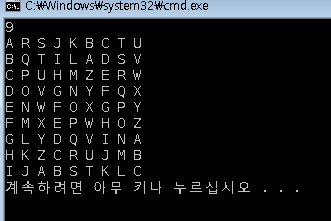 C:₩Windows₩system32₩cmd.exe
9
A R S J K B C T U
B Q T I L A D S V
C P U H M Z E R W
D O V G N Y F Q X
E N W F O X G P Y
F M X E P W H O Z
G L Y D Q V I N A
H K Z C R U J M B
I J A B S T K L C
계속하려면 아무 키나 누르십시오 . . .